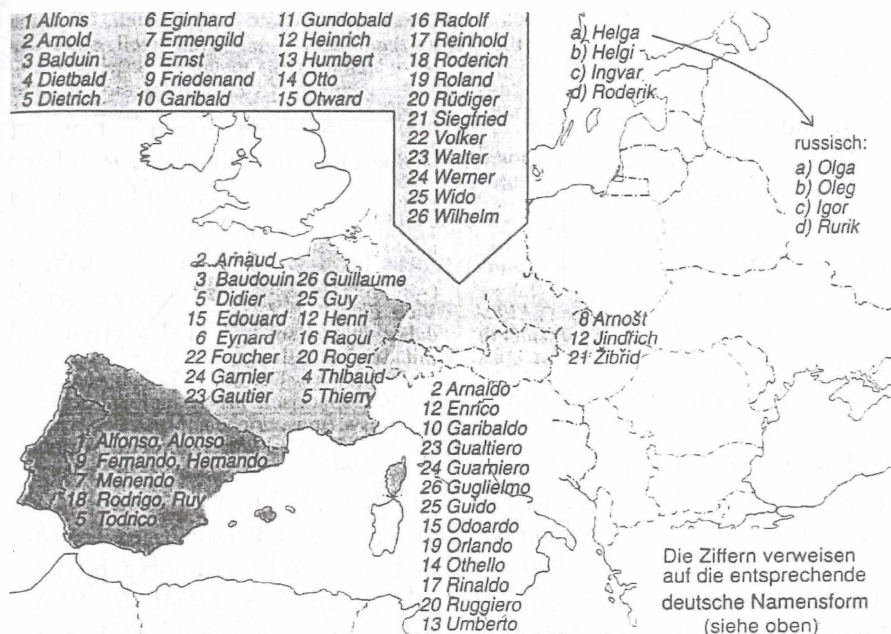 1 Alfons
2 Arnold
3 Balduin
4 Dietbald
5 Dietrich
6 Eginhard
7 Ermengild
8 Ernst
9 Friedenand
10 Garibald
11 Gundobald
12 Heinrich
13 Humbert
14 Otto
15 Otward
16 Radolf
17 Reinhold
18 Roderich
19 Roland
20 Rüdiger
21 Siegfried
22 Volker
23 Walter
24 Werner
25 Wido
26 Wilhelm
a) Helga
b) Helgi
c) Ingvar
d) Roderik
russisch:
a) Olga
b) Oleg
c) Igor
d) Rurik
2 Arnaud
3 Baudouin
5 Didier
15 Edouard
6 Eynard
22 Foucher
24 Garnier
23 Gautier
26 Guillaume
25 Guy
12 Henri
16 Raoul
20 Roger
4 Thibaud
5 Thierry
8 Arnošt
12 Jindřich
21 Žibřid
1 Alfonso, Alonso
9 Fernando, Hernando
7 Menendo
18 Rodrigo, Ruy
5 Todrico
2 Arnaldo
12 Enrico
10 Garibaldo
23 Gualtiero
24 Guarniero
26 Guglielmo
25 Guido
15 Odoardo
19 Orlando
14 Othello
17 Rinaldo
20 Ruggiero
13 Umberto
Die Ziffern verweisen
auf die entsprechende
deutsche Namensform
(siehe oben)